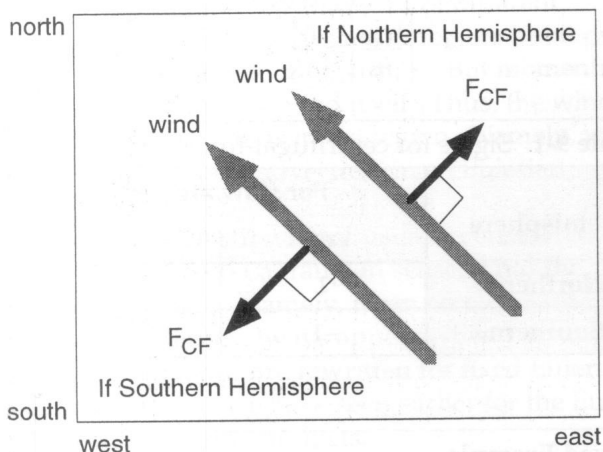 north
If Northern Hemisphere
wind
F_CF
wind
F_CF
If Southern Hemisphere
south
west
east